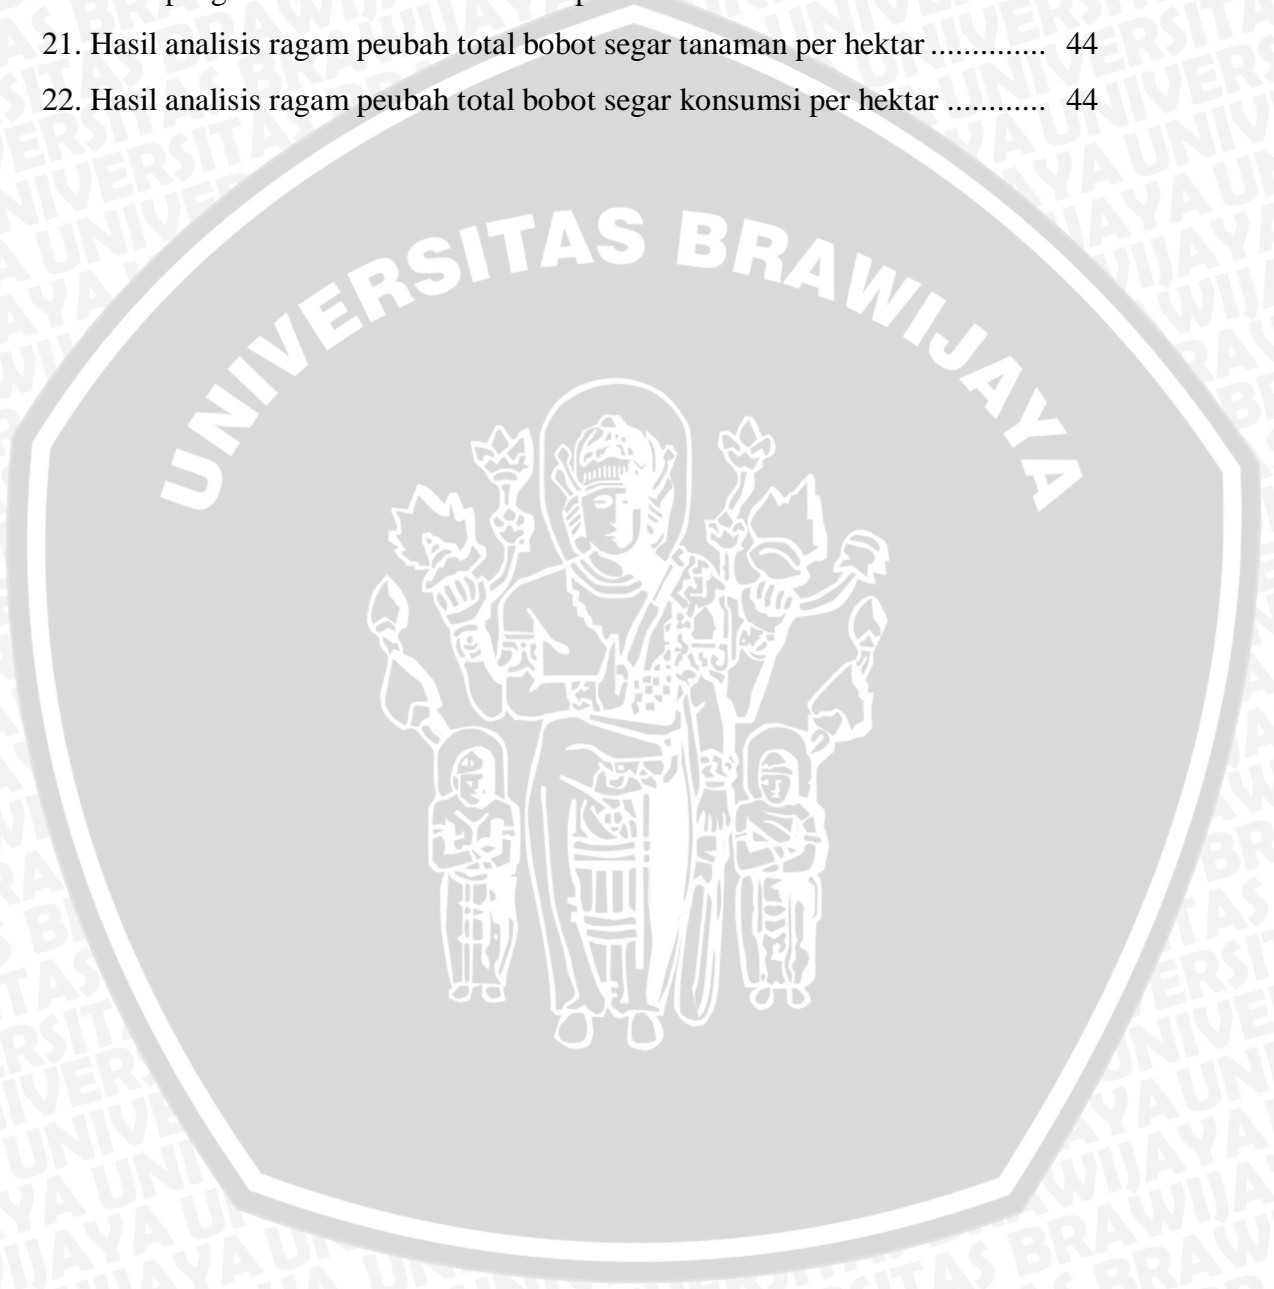 21. Hasil analisis ragam peubah total bobot segar tanaman per hektar ............. 44
22. Hasil analisis ragam peubah total bobot segar konsumsi per hektar ........... 44
UNIVERSITAS BRAWIJAYA